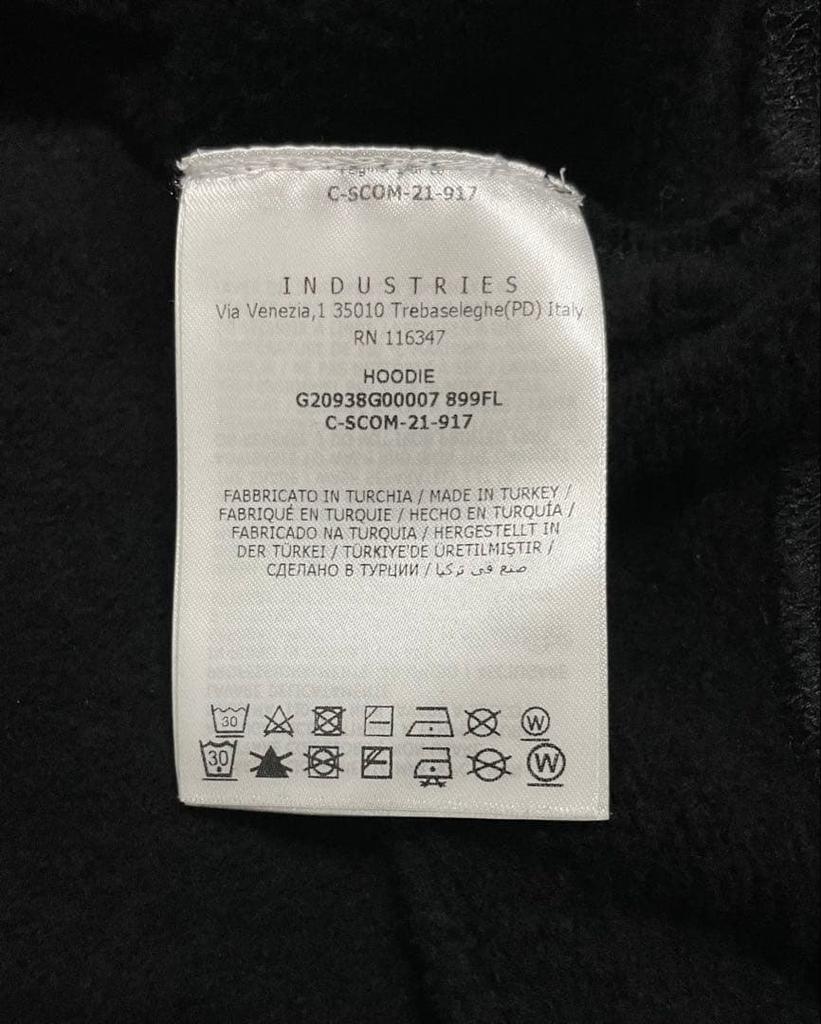 C-SCOM-21-917
INDUSTRIES
Via Venezia,1 35010 Trebaseleghe(PD) Italy
RN 116347
HOODIE
G20938G00007 899FL
C-SCOM-21-917
FABBRICATO IN TURCHIA / MADE IN TURKEY /
FABRIQUÉ EN TURQUIE / HECHO EN TURQUÍA /
FABRICADO NA TURQUIA / HERGESTELLT IN
DER TÜRKEI / TÜRKIYE'DE ÜRETILMIŞTIR /
СДЕЛАНО В ТУРЦИИ / صنع في تركيا
30 W
30 W